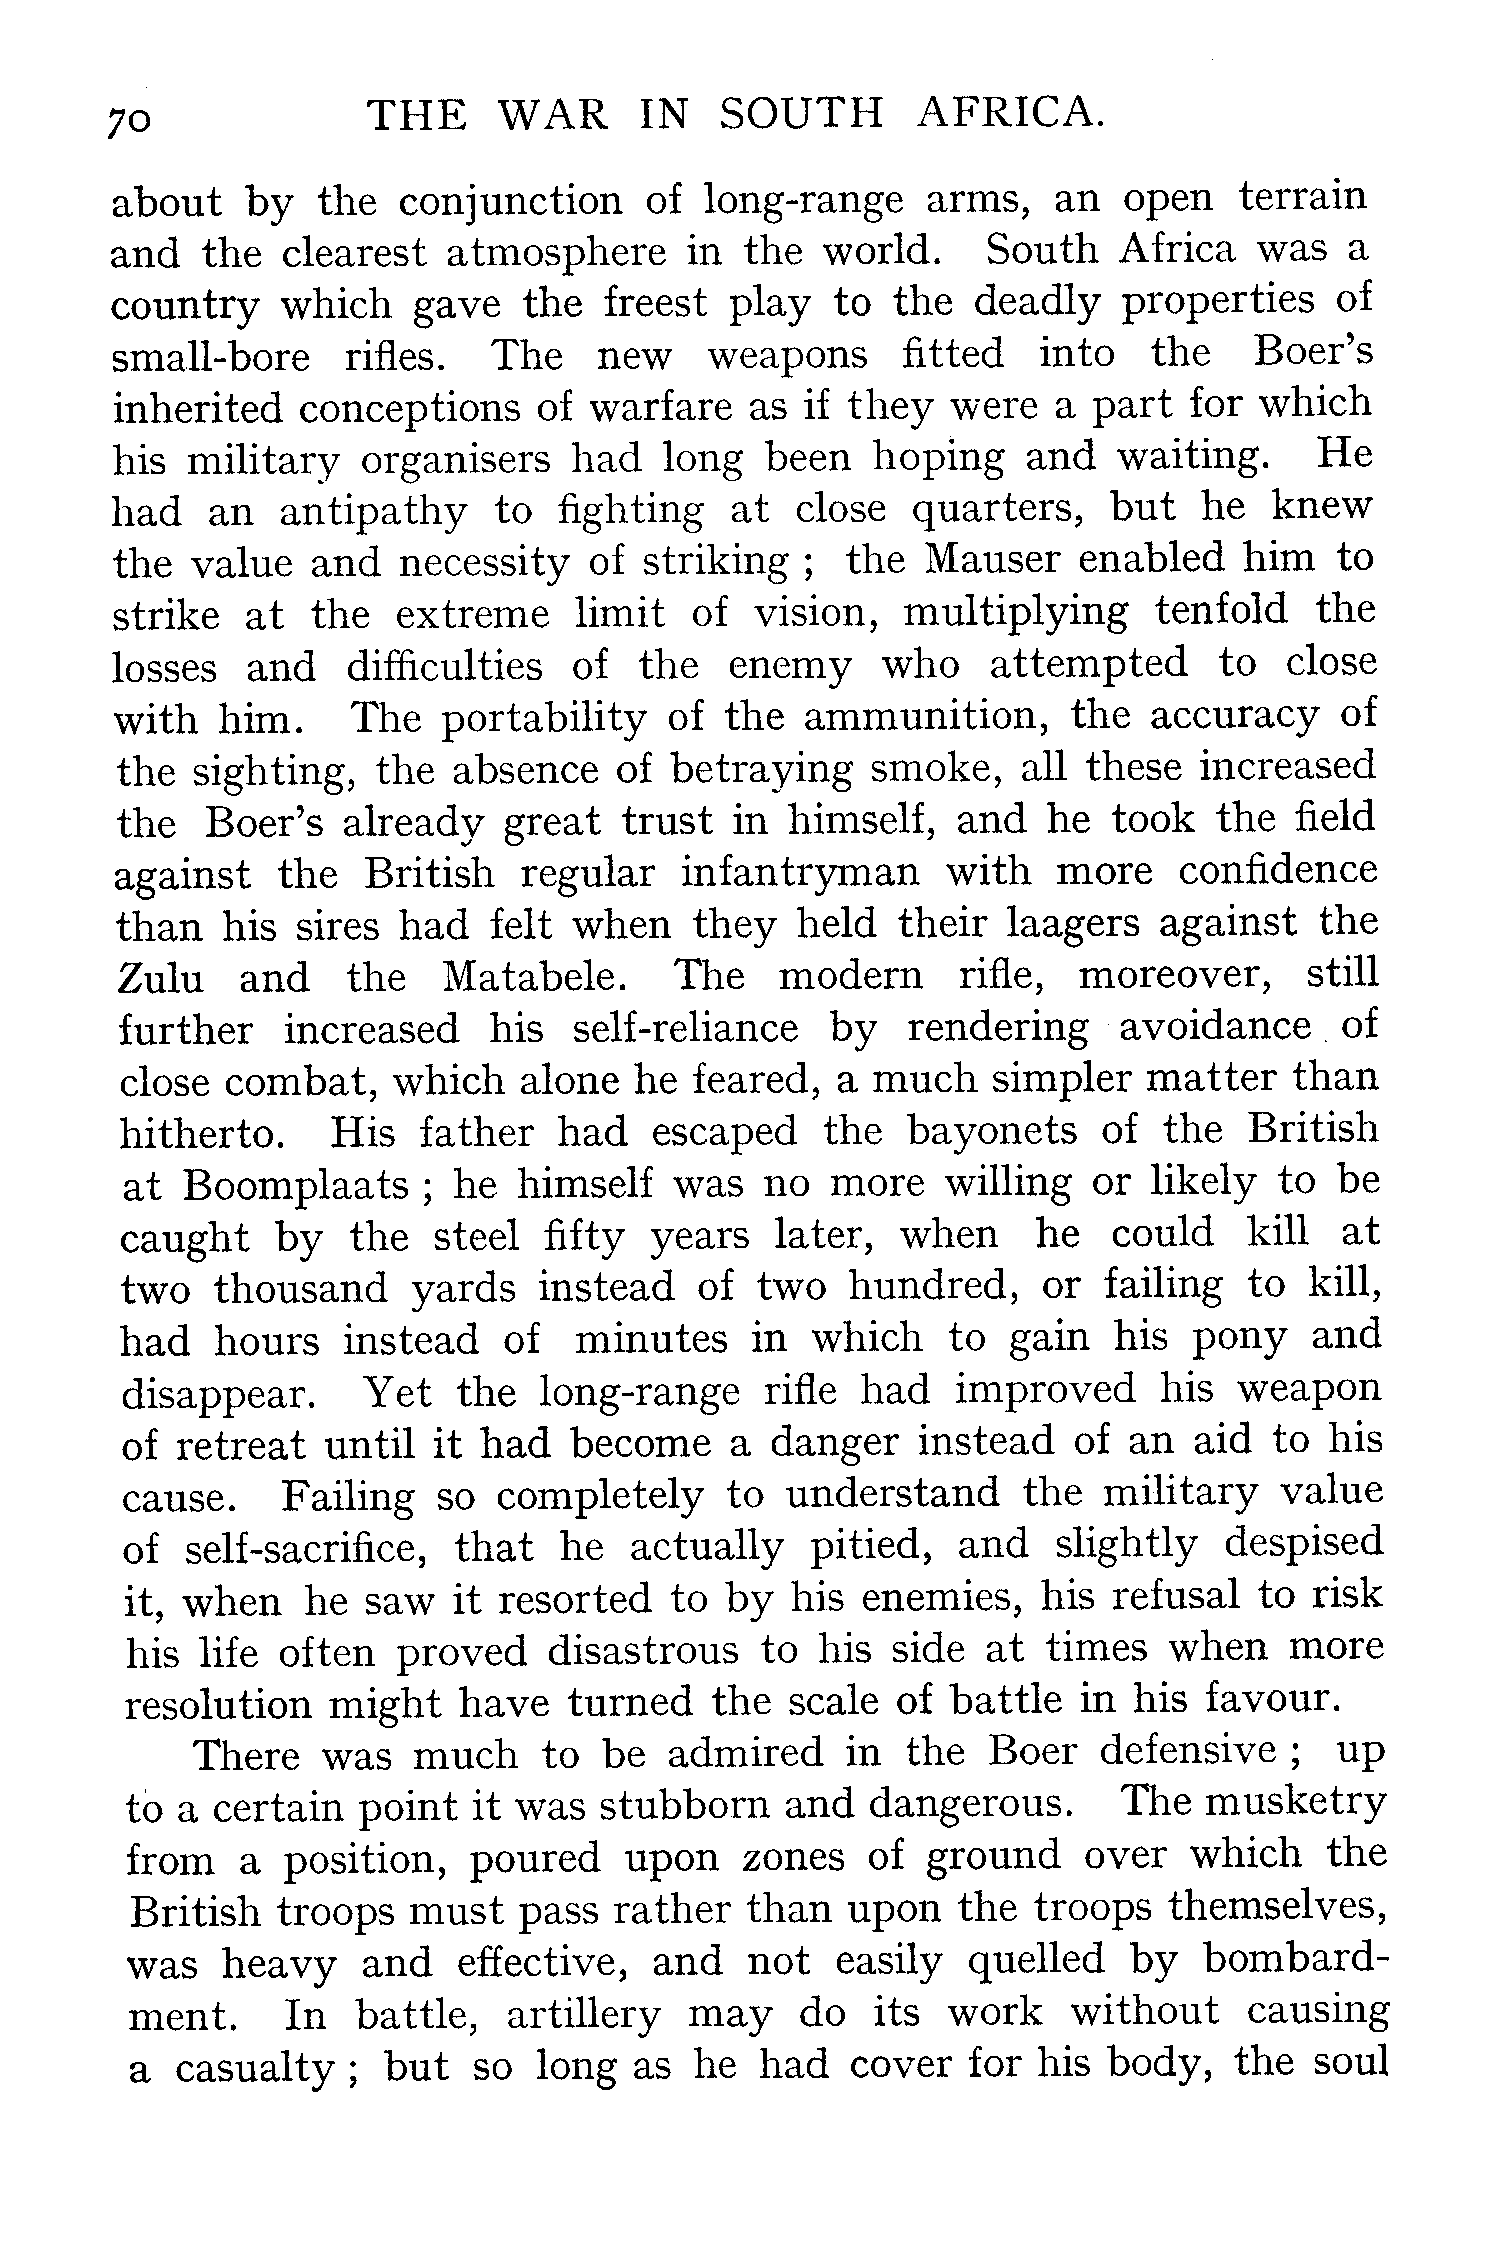 70 THE WAR IN SOUTH AFRICA.
about by the conjunction of long-range arms, an open terrain
and the clearest atmosphere in the world. South Africa was a
country which gave the freest play to the deadly properties of
small-bore rifles. The new weapons fitted into the Boer's
inherited conceptions of warfare as if they were a part for which
his military organisers had long been hoping and waiting. He
had an antipathy to fighting at close quarters, but he knew
the value and necessity of striking ; the Mauser enabled him to
strike at the extreme limit of vision, multiplying tenfold the
losses and difficulties of the enemy who attempted to close
with him. The portability of the ammunition, the accuracy of
the sighting, the absence of betraying smoke, all these increased
the Boer's already great trust in himself, and he took the field
against the British regular infantryman with more confidence
than his sires had felt when they held their laagers against the
Zulu and the Matabele. The modern rifle, moreover, still
further increased his self-reliance by rendering avoidance of
close combat, which alone he feared, a much simpler matter than
hitherto. His father had escaped the bayonets of the British
at Boomplaats ; he himself was no more willing or likely to be
caught by the steel fifty years later, when he could kill at
two thousand yards instead of two hundred, or failing to kill,
had hours instead of minutes in which to gain his pony and
disappear. Yet the long-range rifle had improved his weapon
of retreat until it had become a danger instead of an aid to his
cause. Failing so completely to understand the military value
of self-sacrifice, that he actually pitied, and slightly despised
it, when he saw it resorted to by his enemies, his refusal to risk
his life often proved disastrous to his side at times when more
resolution might have turned the scale of battle in his favour.
There was much to be admired in the Boer defensive ; up
to a certain point it was stubborn and dangerous. The musketry
from a position, poured upon zones of ground over which the
British troops must pass rather than upon the troops themselves,
was heavy and effective, and not easily quelled by bombard-
ment. In battle, artillery may do its work without causing
a casualty ; but so long as he had cover for his body, the soul